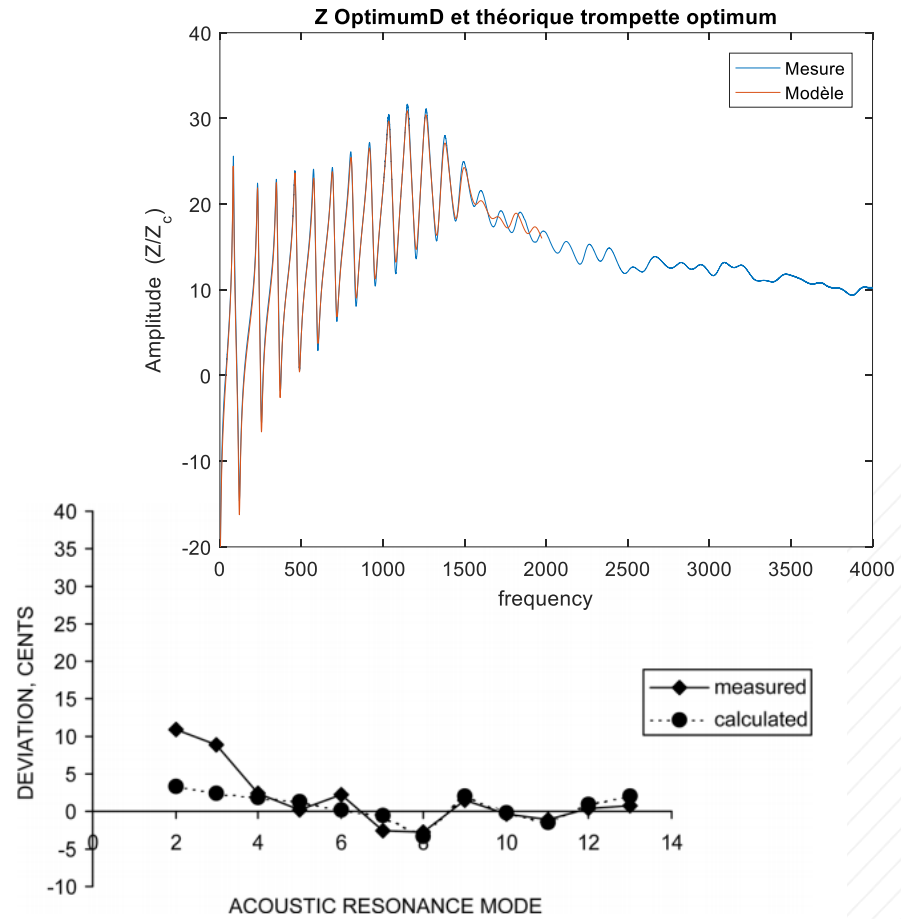 Z OptimumD et théorique trompette optimum
40
30
20
10
0
-10
-20
Amplitude (Z/Zc)
Mesure
Modèle
0 500 1000 1500 2000 2500 3000 3500 4000
frequency
40
35
30
25
20
15
10
5
0
-5
-10
DEVIATION, CENTS
measured
calculated
0 2 4 6 8 10 12 14
ACOUSTIC RESONANCE MODE